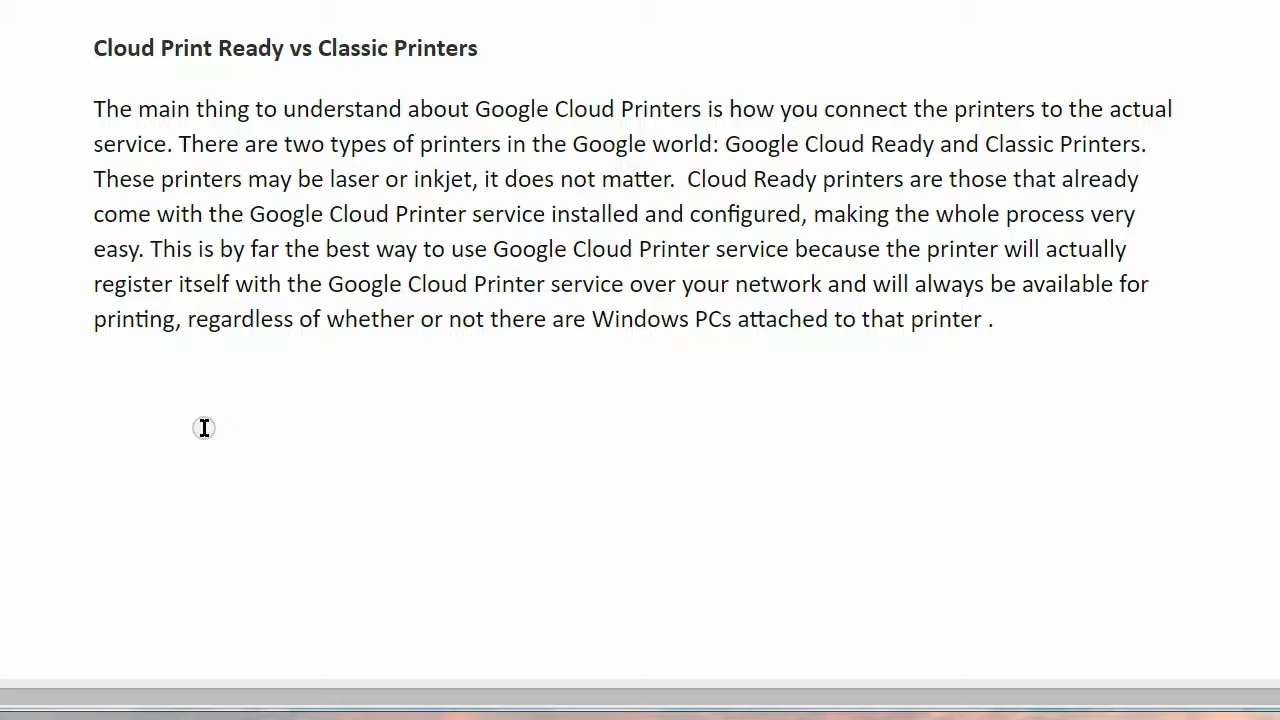 Cloud Print Ready vs Classic Printers
The main thing to understand about Google Cloud Printers is how you connect the printers to the actual
service. There are two types of printers in the Google world: Google Cloud Ready and Classic Printers.
These printers may be laser or inkjet, it does not matter.  Cloud Ready printers are those that already
come with the Google Cloud Printer service installed and configured, making the whole process very
easy. This is by far the best way to use Google Cloud Printer service because the printer will actually
register itself with the Google Cloud Printer service over your network and will always be available for
printing, regardless of whether or not there are Windows PCs attached to that printer .